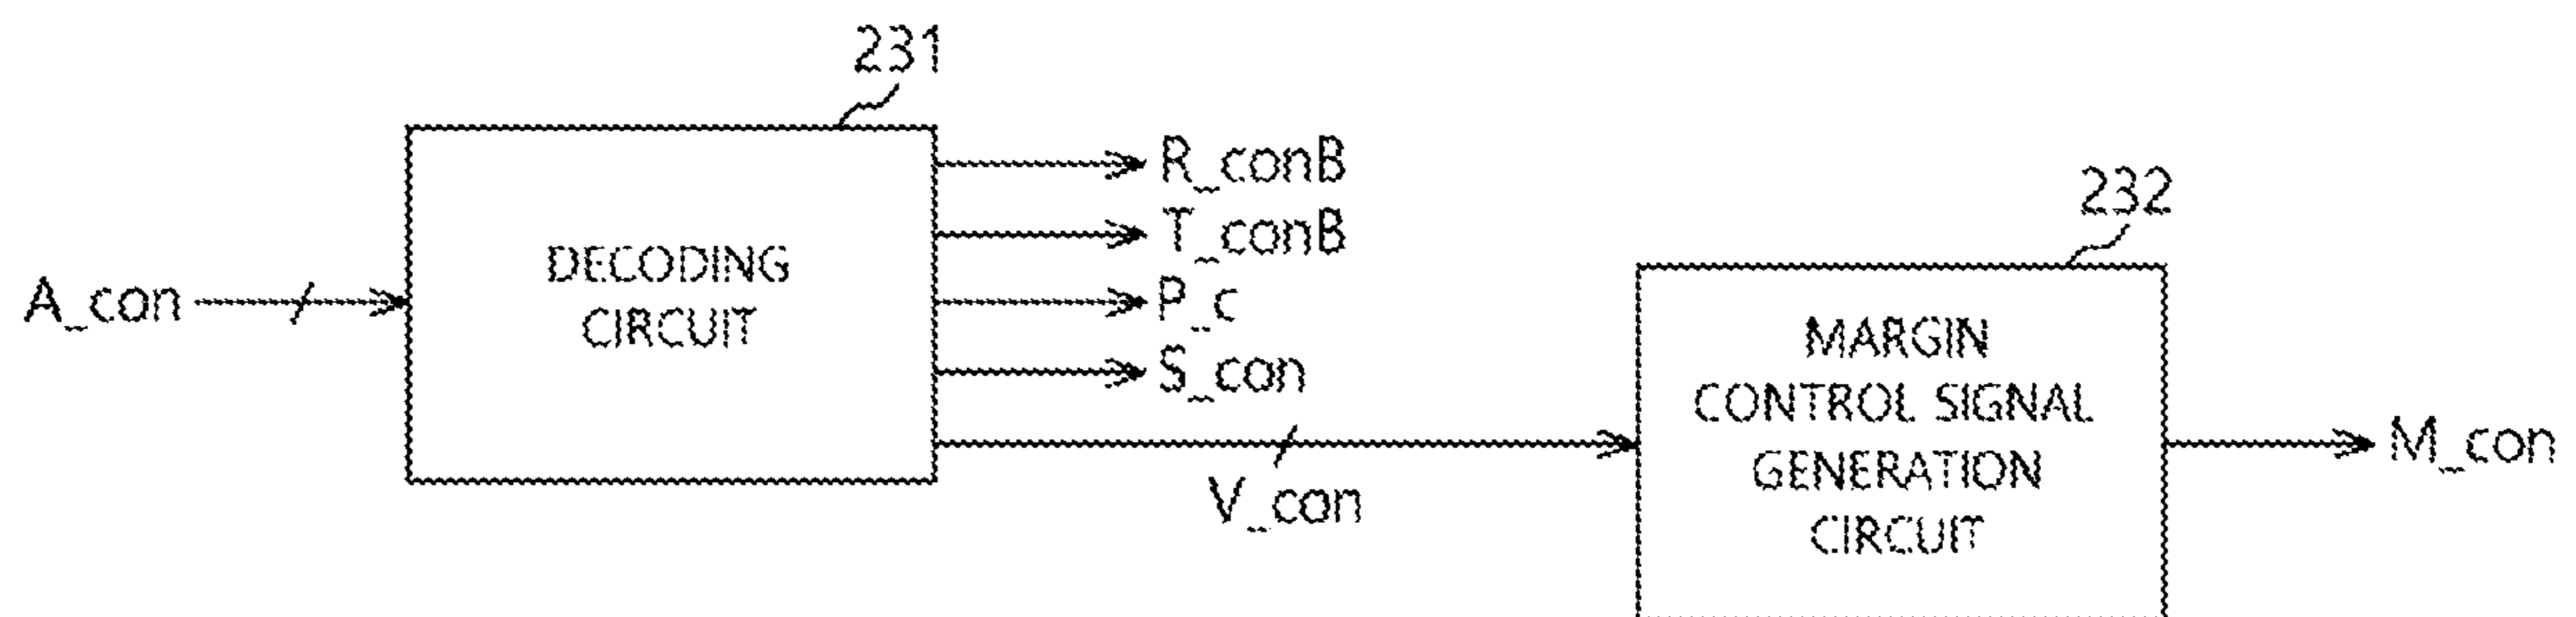 231
R_conB
T_conB
P_c
S_con
A_con
DECODING
CIRCUIT
V_con
232
MARGIN
CONTROL SIGNAL
GENERATION
CIRCUIT
M_con